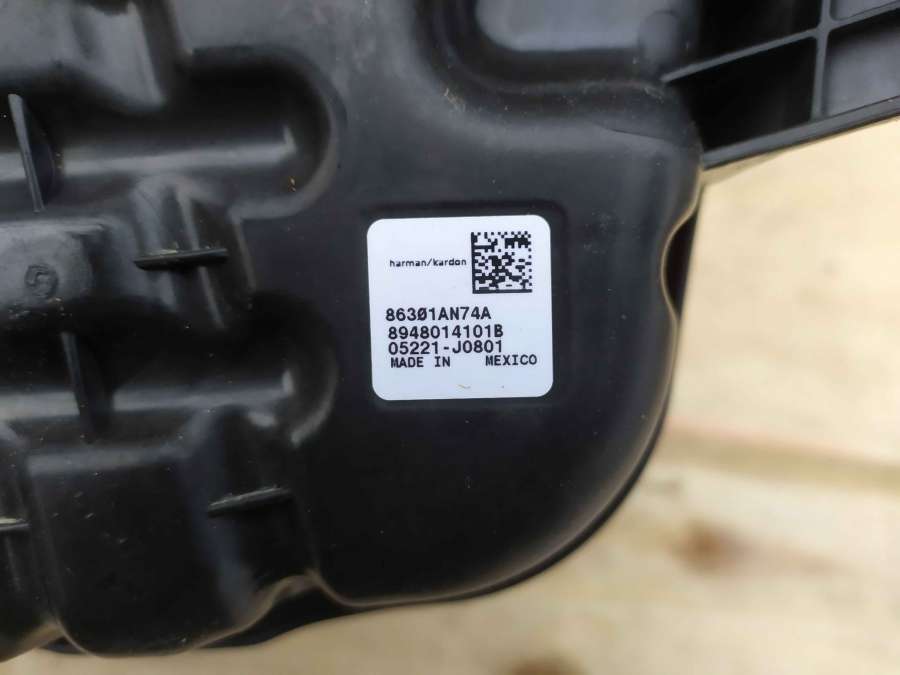 harman/kardon
86301AN74A
8948014101B
05221-J0801
MADE IN MEXICO